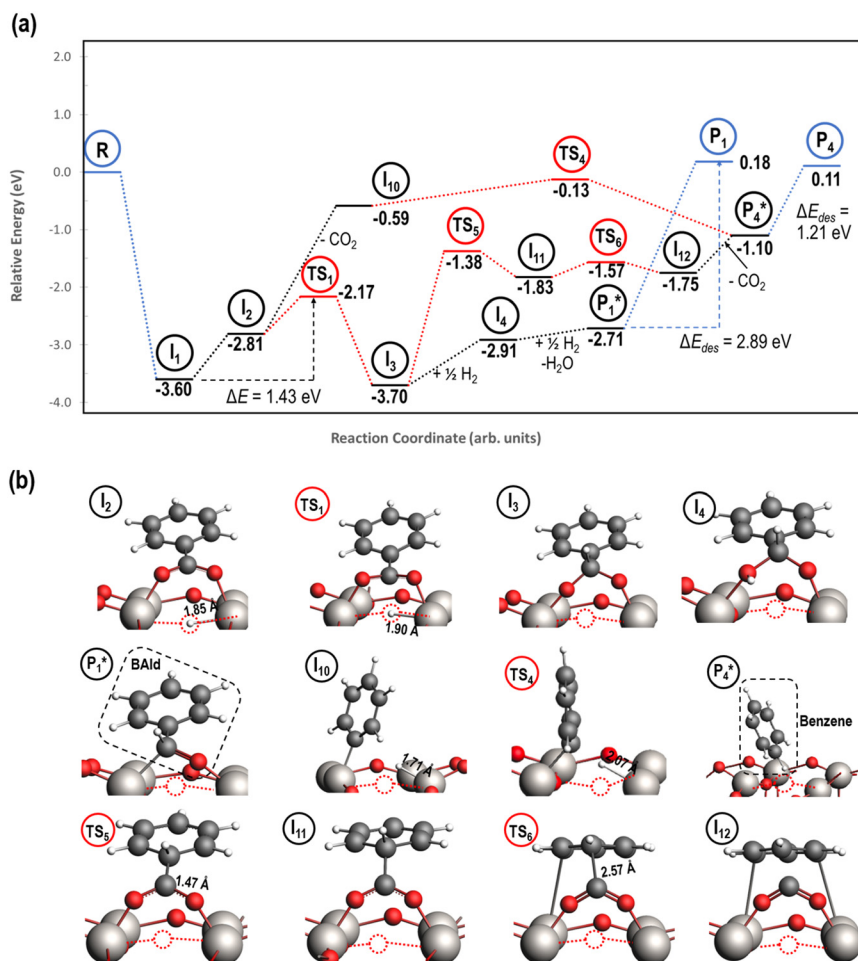 (a)
2.0
1.0
0.0
-1.0
-2.0
-3.0
-4.0
Relative Energy (eV)
Reaction Coordinate (arb. units)
R
I1
-3.60
I2
-2.81
TS1
-2.17
ΔE = 1.43 eV
- CO2
I10
-0.59
I3
-3.70
TS5
-1.38
+ ½ H2
I4
-2.91
I11
-1.83
TS4
-0.13
TS6
-1.57
+ ½ H2
-H2O
P1*
-2.71
I12
-1.75
P1
0.18
ΔEdes = 2.89 eV
- CO2
P4*
-1.10
P4
0.11
ΔEdes =
1.21 eV
(b)
I2
1.85 Å
TS1
1.90 Å
I3
I4
P1*
BAld
I10
1.71 Å
TS4
2.07 Å
P4*
Benzene
TS5
1.47 Å
I11
TS6
2.57 Å
I12